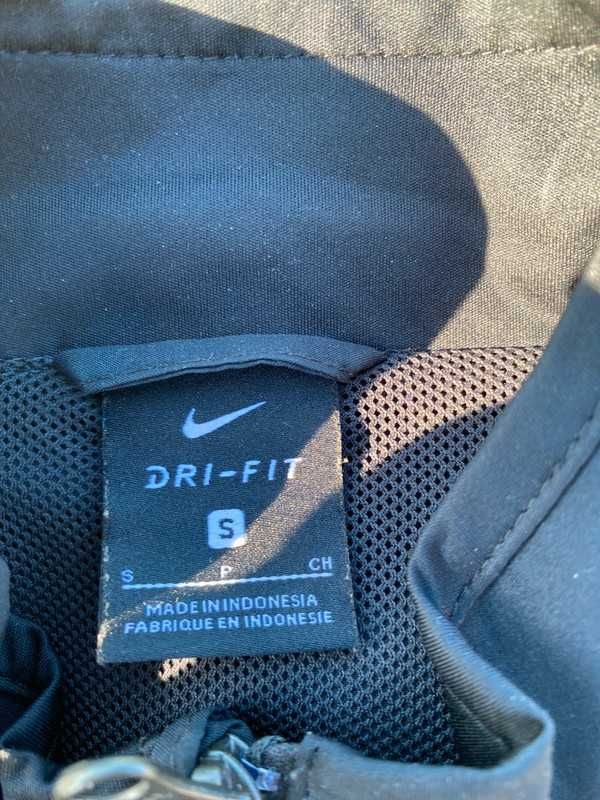 DRI-FIT
S
S P CH
MADE IN INDONESIA
FABRIQUE EN INDONESIE